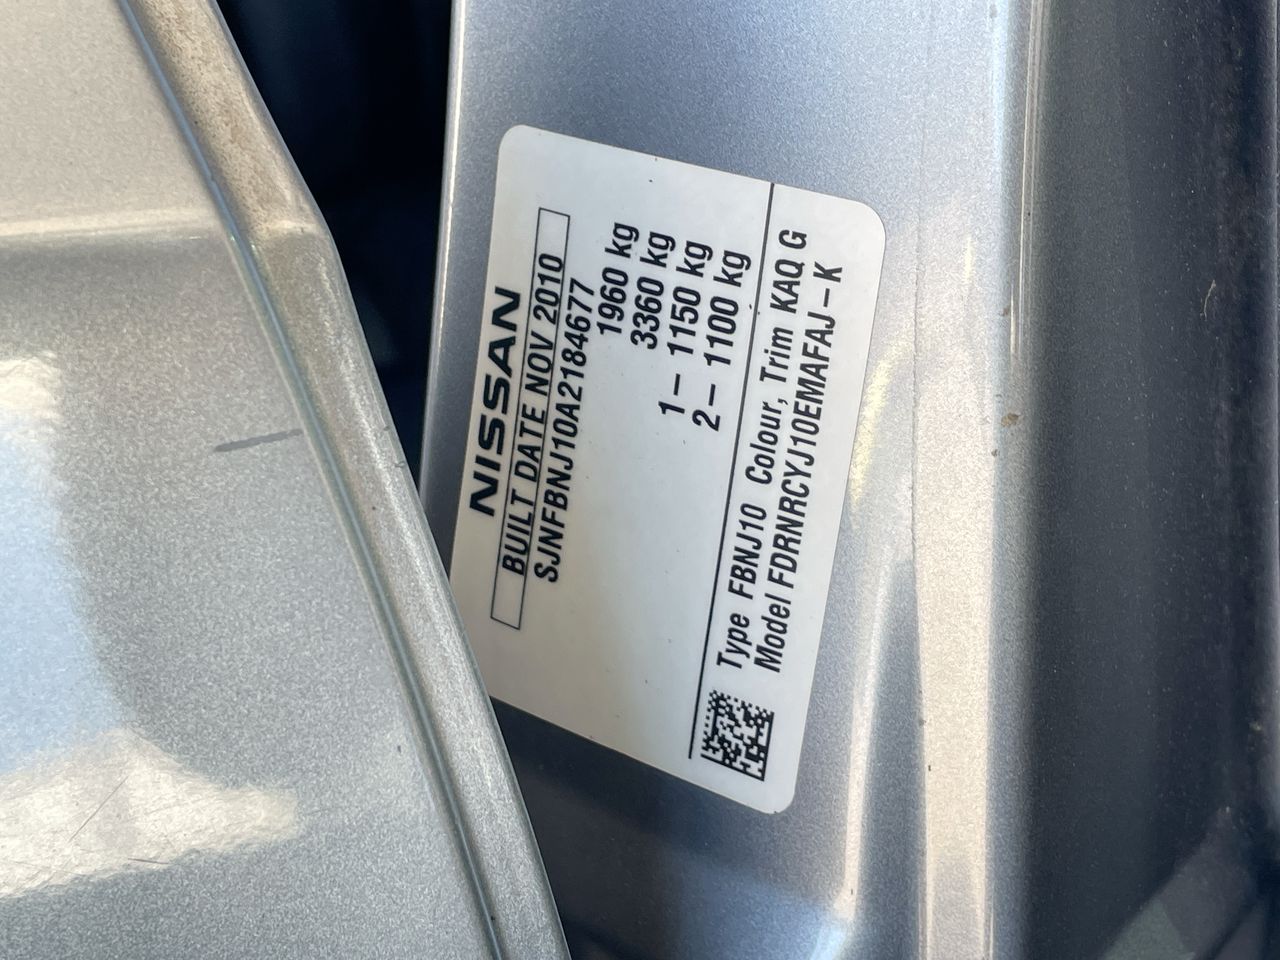 NISSAN
BUILT DATE NOV 2010
SJNFBNJ10A2184677
1960 kg
3360 kg
1 – 1150 kg
2 – 1100 kg
Type FBNJ10 Colour, Trim KAQ G
Model FDRNRCYJ10EMAFAJ – K